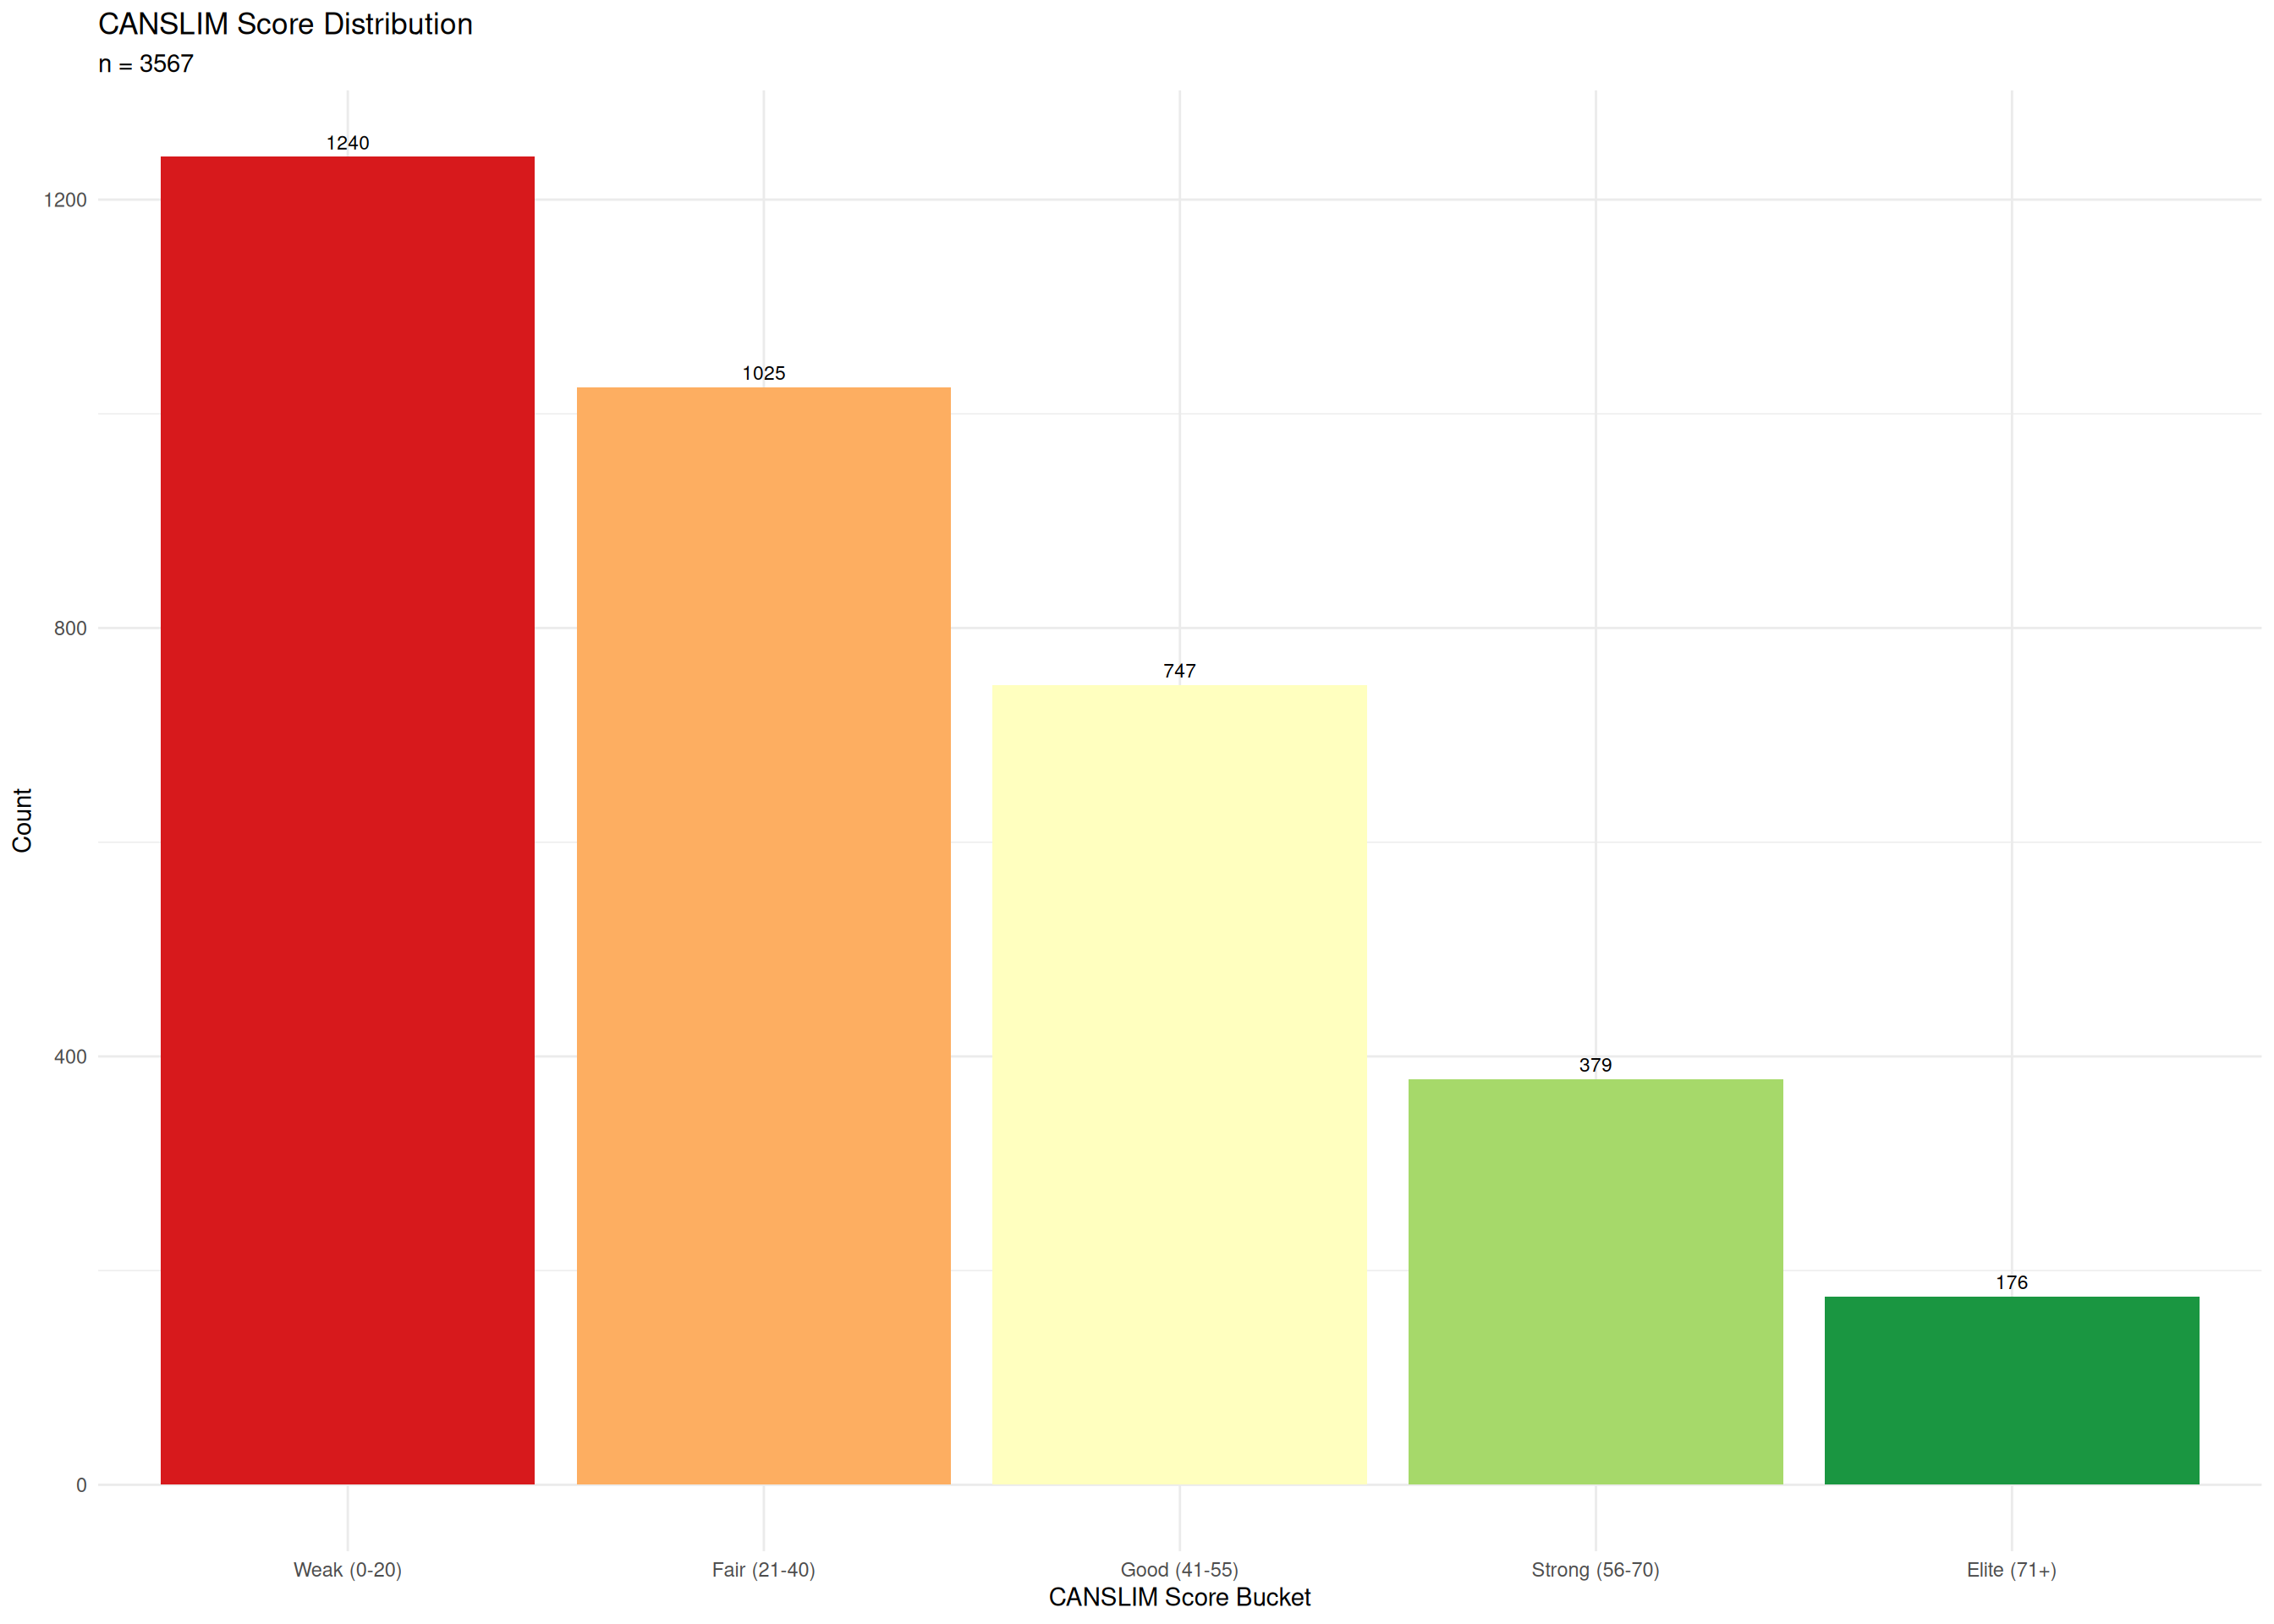 CANSLIM Score Distribution
n = 3567
1240
1200
1025
800
747
Count
400
379
176
0
Weak (0-20) Fair (21-40) Good (41-55) Strong (56-70) Elite (71+)
CANSLIM Score Bucket